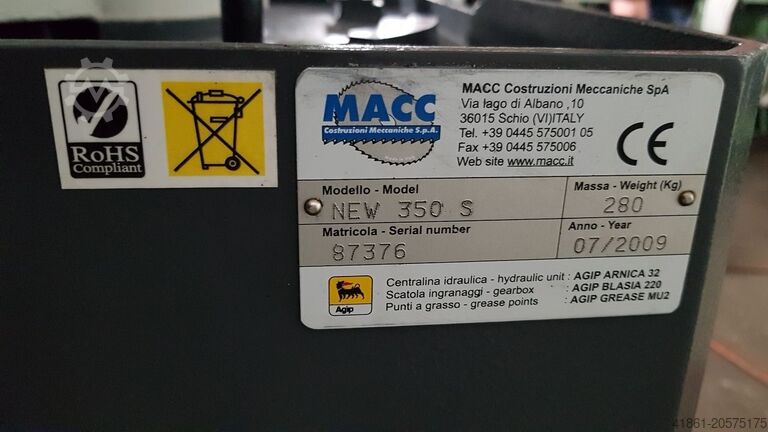 RoHS
Compliant
MACC
Costruzioni Meccaniche S.p.A.
MACC Costruzioni Meccaniche SpA
Via lago di Albano ,10
36015 Schio (VI)ITALY
Tel. +39 0445 575001 05
Fax +39 0445 575006
Web site www.macc.it
CE
Modello - Model
NEW 350 S
Massa - Weight (Kg)
280
Matricola - Serial number
87376
Anno - Year
07/2009
Agip
Centralina idraulica - hydraulic unit : AGIP ARNICA 32
Scatola ingranaggi - gearbox : AGIP BLASIA 220
Punti a grasso - grease points : AGIP GREASE MU2
41861-20575175